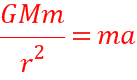 GMm/r² = ma